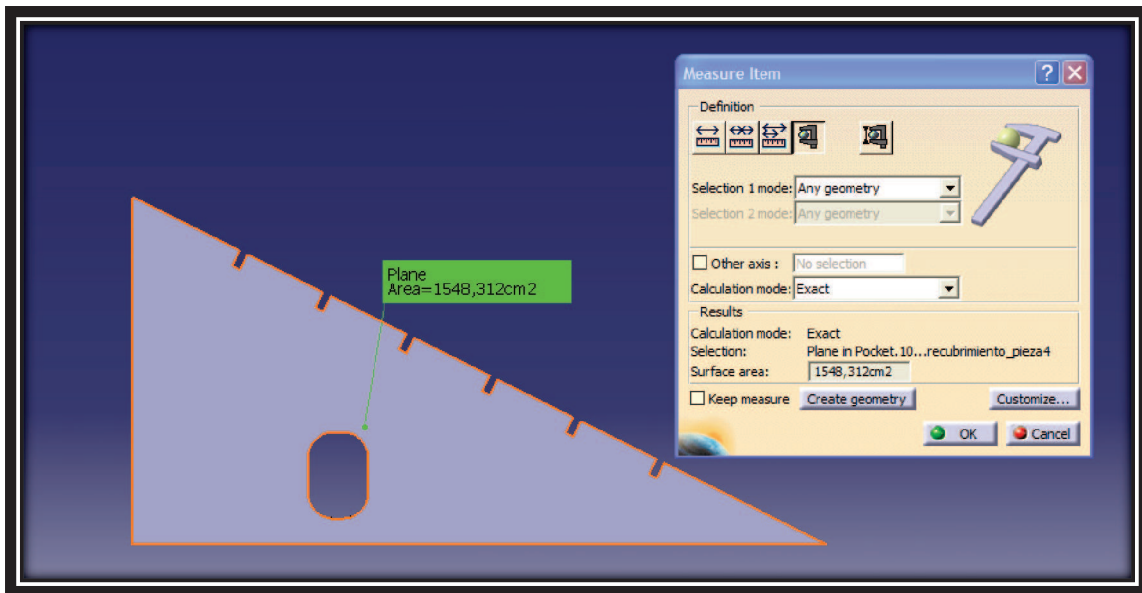 Measure Item
Definition
Selection 1 mode: Any geometry
Selection 2 mode: Any geometry
Other axis : No selection
Calculation mode: Exact
Results
Calculation mode: Exact
Selection: Plane in Pocket.10...recubrimiento_pieza4
Surface area: 1548,312cm2
Keep measure Create geometry Customize...
OK Cancel
Plane
Area=1548,312cm2